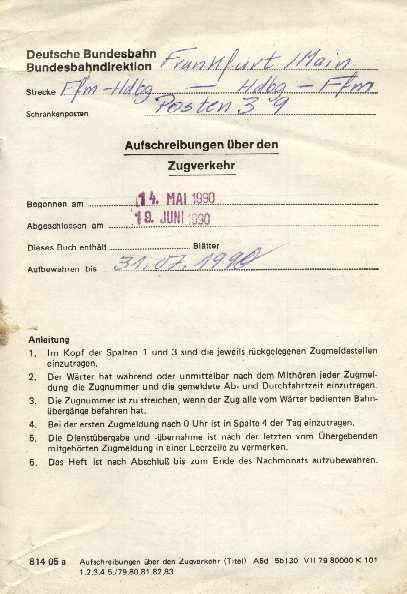 Deutsche Bundesbahn
Bundesbahndirektion Frankfurt/Main
Strecke Ffm-Hdbg — Hdbg - Ffm
Schrankenposten Posten 39
Aufschreibungen über den
Zugverkehr
Begonnen am 14. MAI 1990
Abgeschlossen am 19. JUNI 1990
Dieses Buch enthält Blätter
Aufbewahren bis 31.07.1990
Anleitung
1. Im Kopf der Spalten 1 und 3 sind die jeweils rückgelegenen Zugmeldestellen
einzutragen.
2. Der Wärter hat während oder unmittelbar nach dem Mithören jeder Zugmel-
dung die Zugnummer und die gemeldete Ab- und Durchfahrtzeit einzutragen.
3. Die Zugnummer ist zu streichen, wenn der Zug alle vom Wärter bedienten Bahn-
übergänge befahren hat.
4. Bei der ersten Zugmeldung nach 0 Uhr ist in Spalte 4 der Tag einzutragen.
5. Die Dienstübergabe und -übernahme ist nach der letzten vom Übergebenden
mitgehörten Zugmeldung in einer Leerzeile zu vermerken.
6. Das Heft ist nach Abschluß bis zum Ende des Nachmonats aufzubewahren.
814 05 a Aufschreibungen über den Zugverkehr (Titel) A5d 5b130 VII 79 80000 K 101
1.2.3.4.5./79.80.81.82.83